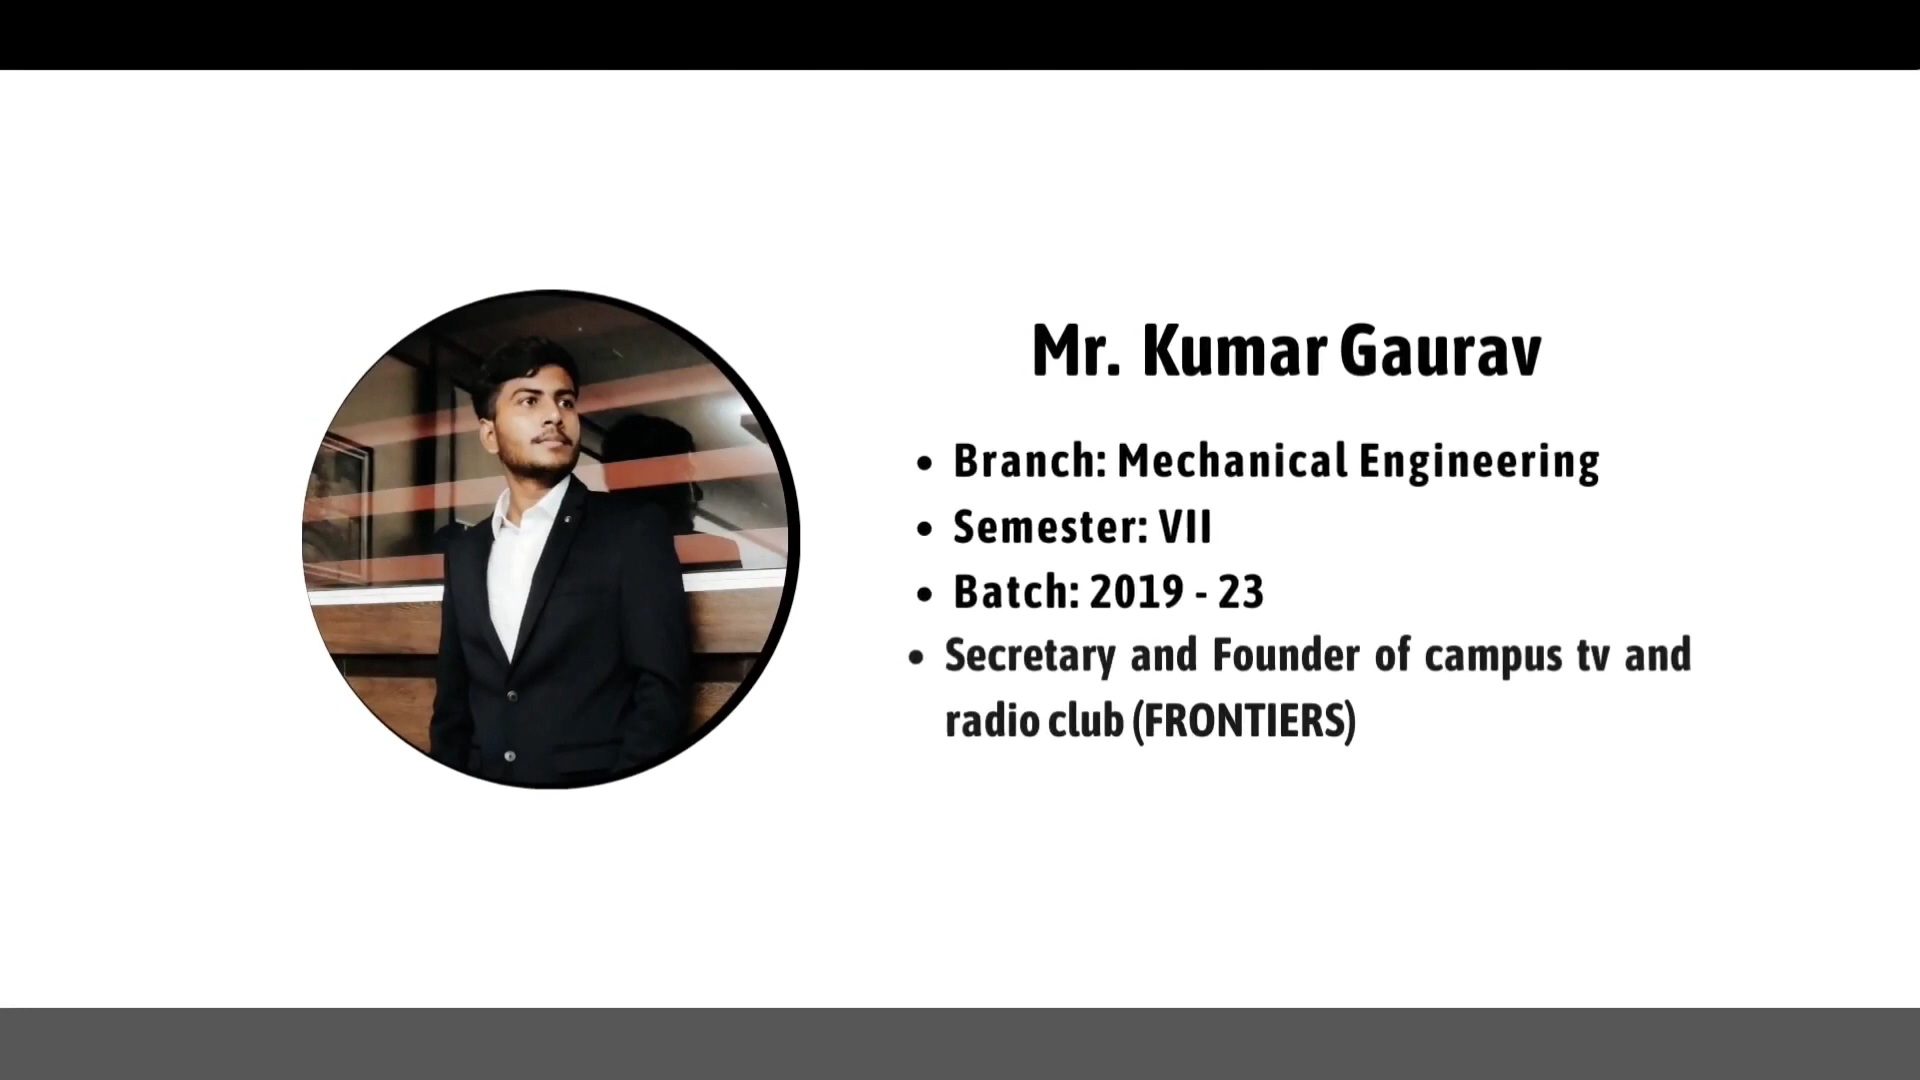 Mr. Kumar Gaurav
• Branch: Mechanical Engineering
• Semester: VII
• Batch: 2019 - 23
• Secretary and Founder of campus tv and
radio club (FRONTIERS)